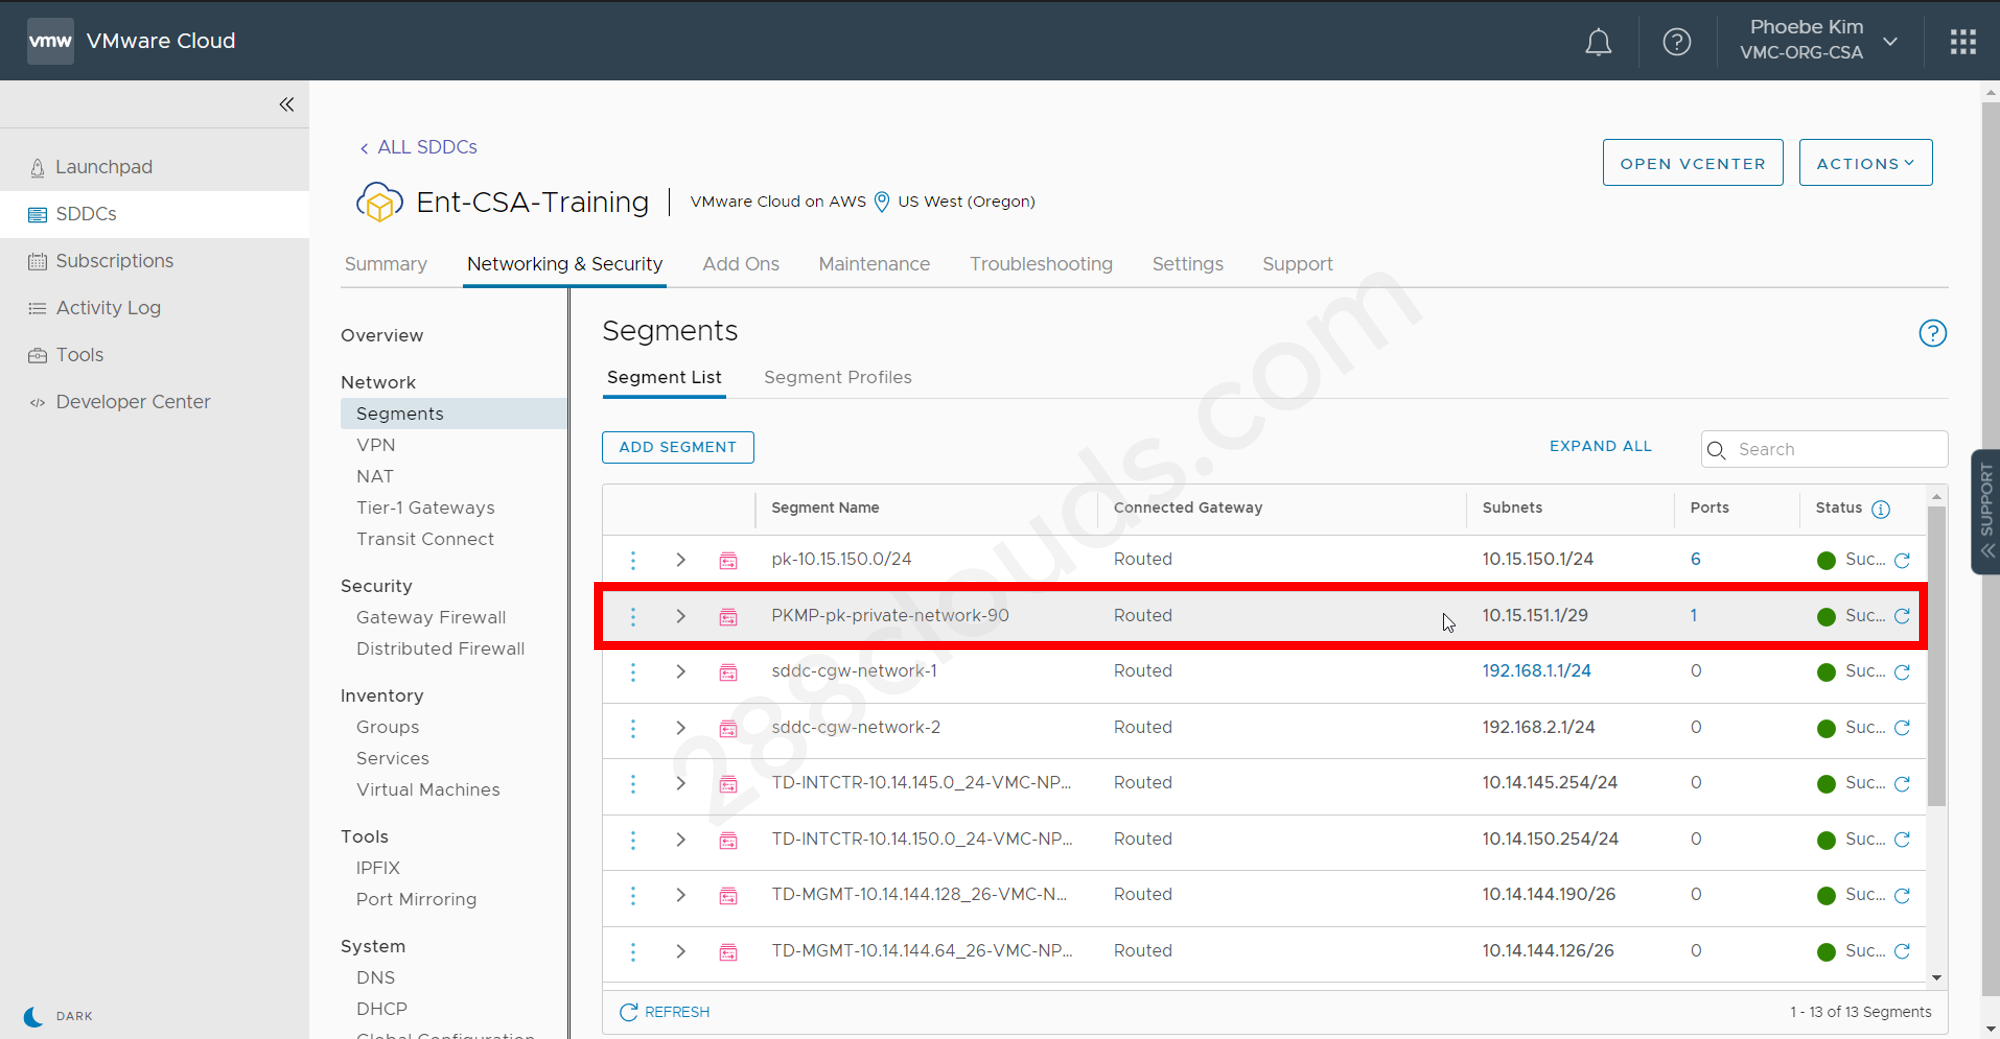 vmw VMware Cloud
Phoebe Kim
VMC-ORG-CSA
Launchpad
SDDCs
Subscriptions
Activity Log
Tools
Developer Center
DARK
ALL SDDCs
OPEN VCENTER
ACTIONS
Ent-CSA-Training
VMware Cloud on AWS US West (Oregon)
Summary Networking & Security Add Ons Maintenance Troubleshooting Settings Support
Overview
Network
Segments
VPN
NAT
Tier-1 Gateways
Transit Connect
Security
Gateway Firewall
Distributed Firewall
Inventory
Groups
Services
Virtual Machines
Tools
IPFIX
Port Mirroring
System
DNS
DHCP
Global Configuration
Segments
Segment List Segment Profiles
ADD SEGMENT EXPAND ALL Search
Segment Name Connected Gateway Subnets Ports Status
pk-10.15.150.0/24 Routed 10.15.150.1/24 6 Suc...
PKMP-pk-private-network-90 Routed 10.15.151.1/29 1 Suc...
sddc-cgw-network-1 Routed 192.168.1.1/24 0 Suc...
sddc-cgw-network-2 Routed 192.168.2.1/24 0 Suc...
TD-INTCTR-10.14.145.0_24-VMC-NP... Routed 10.14.145.254/24 0 Suc...
TD-INTCTR-10.14.150.0_24-VMC-NP... Routed 10.14.150.254/24 0 Suc...
TD-MGMT-10.14.144.128_26-VMC-N... Routed 10.14.144.190/26 0 Suc...
TD-MGMT-10.14.144.64_26-VMC-NP... Routed 10.14.144.126/26 0 Suc...
REFRESH 1 - 13 of 13 Segments
SUPPORT
288clouds.com